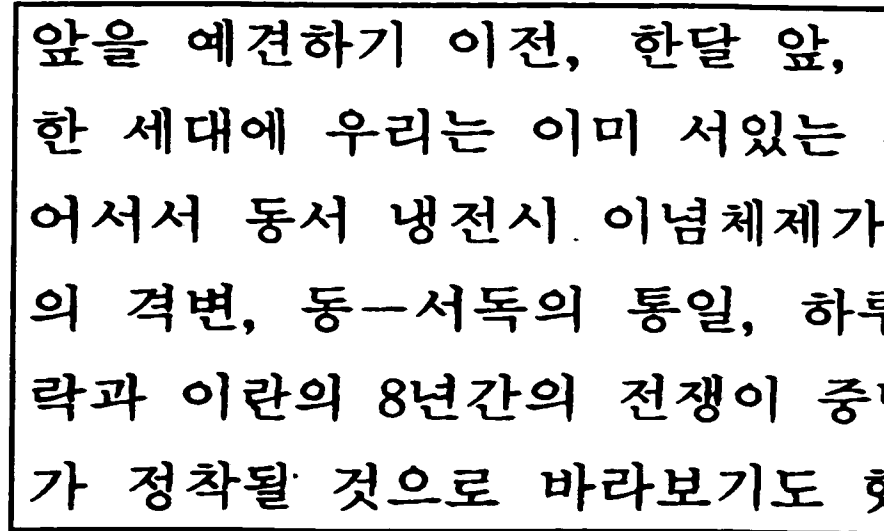 앞을 예견하기 이전, 한달 앞,
한 세대에 우리는 이미 서있는
어서서 동서 냉전시 이념체제가
의 격변, 동—서독의 통일,
락과 이란의 8년간의 전쟁이
가 정착될 것으로 바라보기도